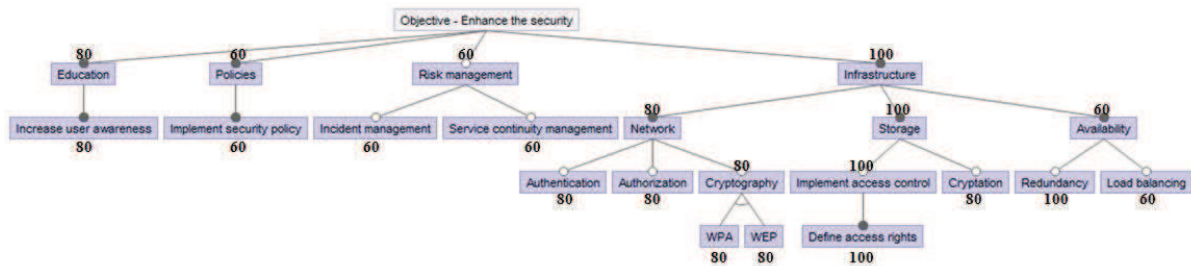 Objective - Enhance the security
80 60 60 100
Education Policies Risk management Infrastructure
80 100 60
Increase user awareness Implement security policy Incident management Service continuity management Network Storage Availability
80 60 60 60
80 100
Authentication Authorization Cryptography Implement access control Cryptation Redundancy Load balancing
80 80 80 100 60
WPA WEP Define access rights
80 80 100